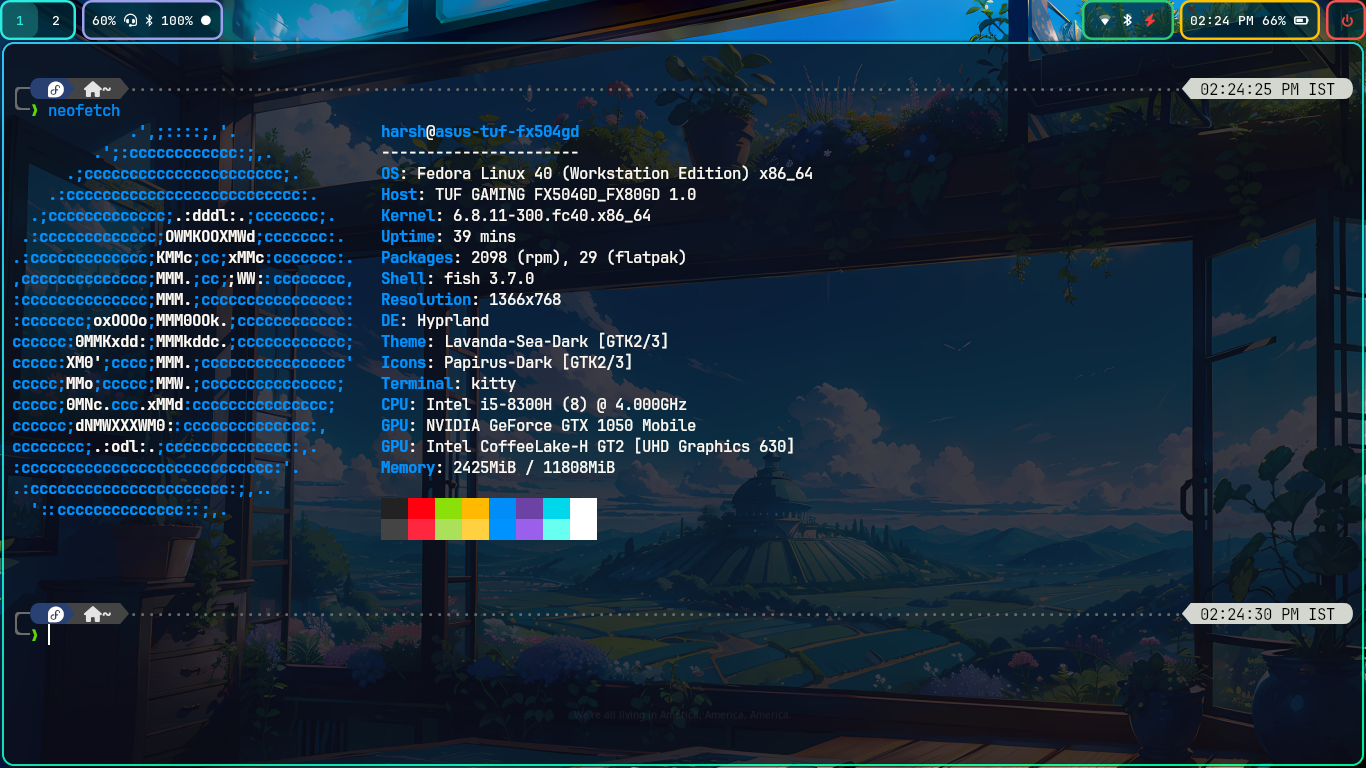 1 2 60% 100% 02:24 PM 66%
~ 02:24:25 PM IST
❯ neofetch
.',;::::;,'. harsh@asus-tuf-fx504gd
.';:cccccccccccc:;,. ---------------------
.;cccccccccccccccccccccc;. OS: Fedora Linux 40 (Workstation Edition) x86_64
.:cccccccccccccccccccccccccc:. Host: TUF GAMING FX504GD_FX80GD 1.0
.;ccccccccccccc;.:dddl:.;ccccccc;. Kernel: 6.8.11-300.fc40.x86_64
.:ccccccccccccc;OWMKOOXMWd;ccccccc:. Uptime: 39 mins
.:ccccccccccccc;KMMc;cc;xMMc:ccccccc:. Packages: 2098 (rpm), 29 (flatpak)
,cccccccccccccc;MMM.;cc;;WW::cccccccc, Shell: fish 3.7.0
:cccccccccccccc;MMM.;cccccccccccccccc: Resolution: 1366x768
:ccccccc;oxOOOo;MMM0OOk.;cccccccccccc: DE: Hyprland
cccccc:0MMKxdd:;MMMkddc.;cccccccccccc; Theme: Lavanda-Sea-Dark [GTK2/3]
ccccc:XM0';cccc;MMM.;cccccccccccccccc' Icons: Papirus-Dark [GTK2/3]
ccccc;MMo;ccccc;MMW.;ccccccccccccccc; Terminal: kitty
ccccc;0MNc.ccc.xMMd:ccccccccccccccc; CPU: Intel i5-8300H (8) @ 4.000GHz
cccccc;dNMWXXXWM0::cccccccccccccc:, GPU: NVIDIA GeForce GTX 1050 Mobile
cccccccc;.:odl:.;cccccccccccccc:,. GPU: Intel CoffeeLake-H GT2 [UHD Graphics 630]
:cccccccccccccccccccccccccccc:'. Memory: 2425MiB / 11808MiB
.:cccccccccccccccccccccc:;,..
'::cccccccccccccc::;,.
~ 02:24:30 PM IST
❯
We're all living in America, America, America.